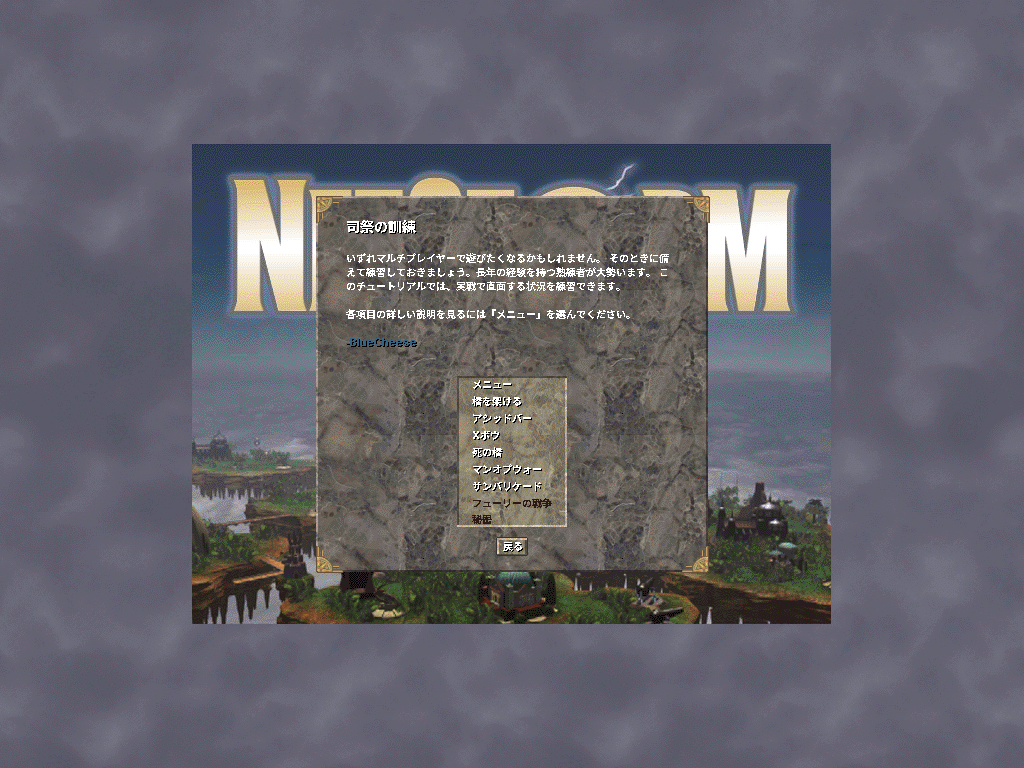 司祭の訓練
いずれマルチプレイヤーで遊びたくなるかもしれません。 そのときに備
えて練習しておきましょう。長年の経験を持つ熟練者が大勢います。 こ
のチュートリアルでは、実戦で直面する状況を練習できます。
各項目の詳しい説明を見るには「メニュー」を選んでください。
-BlueCheese
メニュー
橋を架ける
アシッドバー
Xボウ
死の橋
マンオブウォー
サンバリケード
フューリーの戦争
戻る